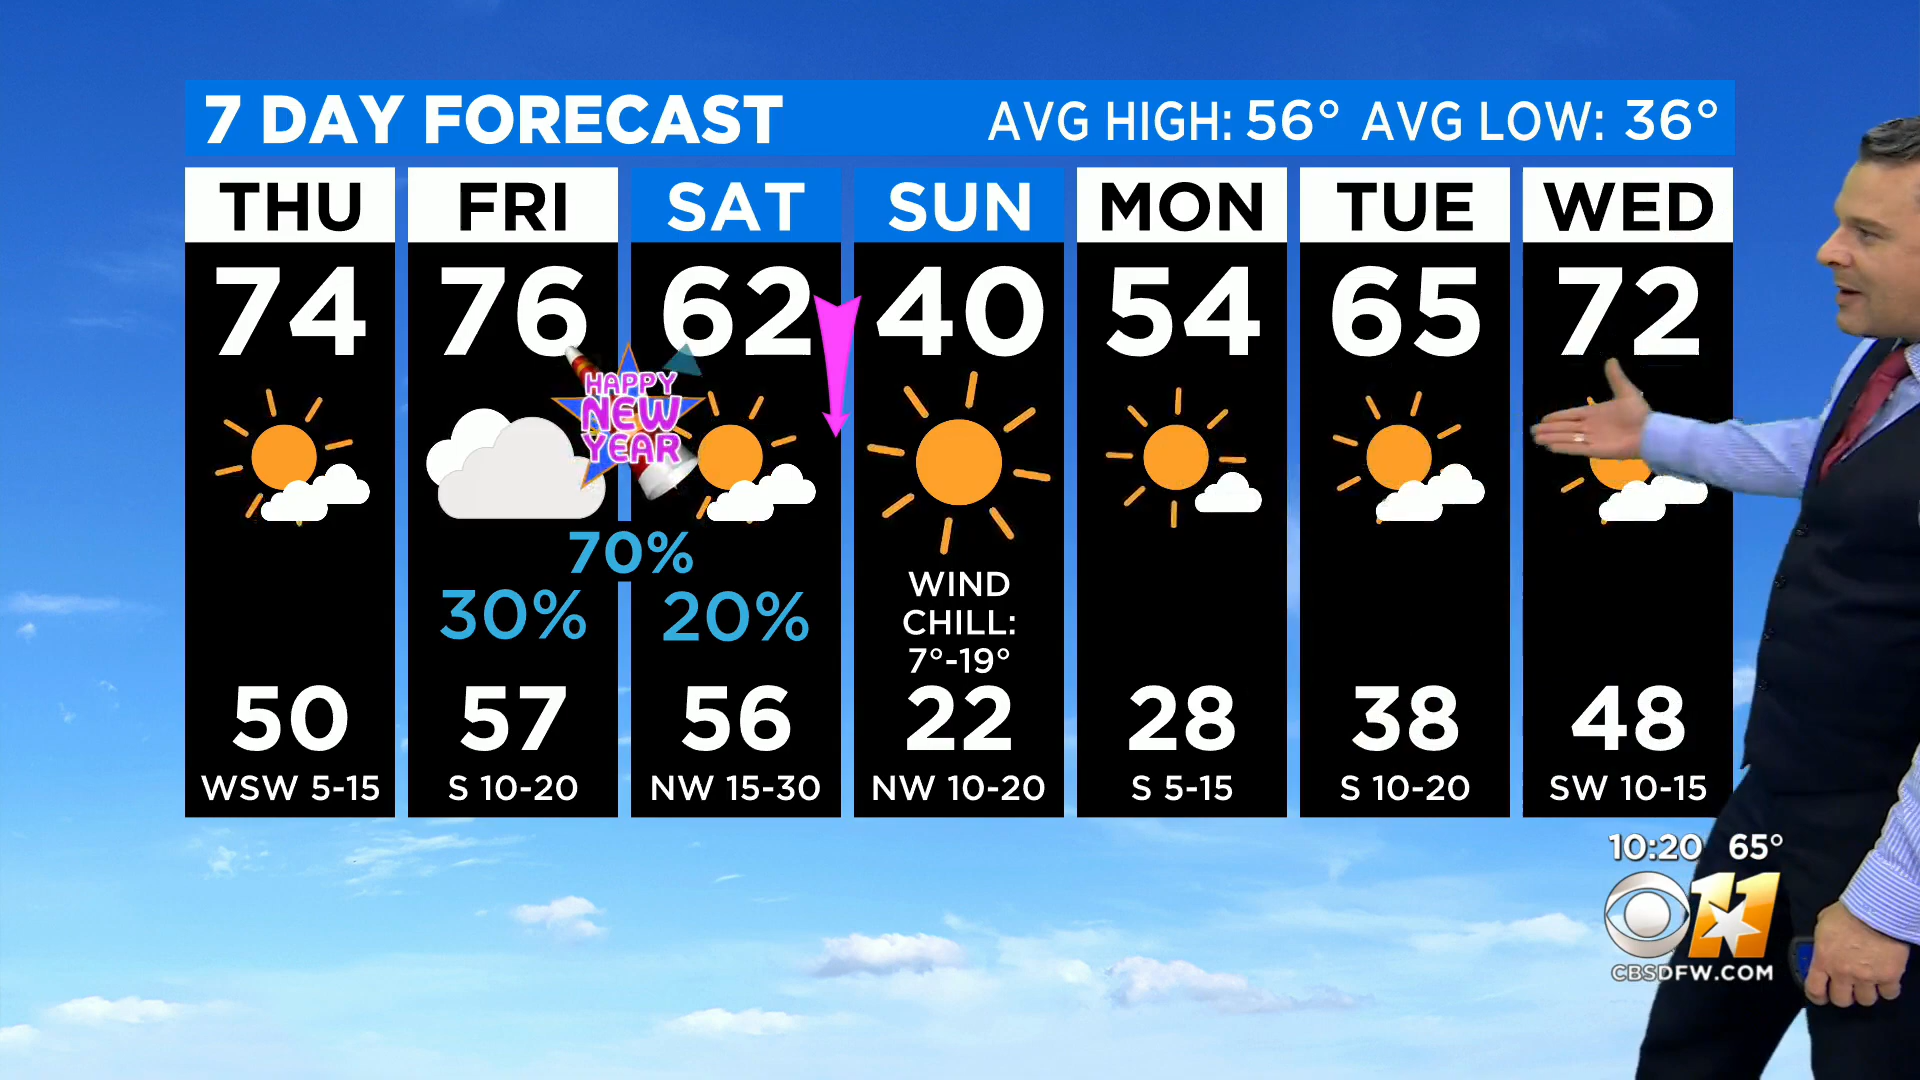 7 DAY FORECAST AVG HIGH: 56° AVG LOW: 36°
THU FRI SAT SUN MON TUE WED
74 76 62 40 54 65 72
HAPPY
NEW
YEAR
70%
30% 20%
WIND
CHILL:
7°-19°
50 57 56 22 28 38 48
WSW 5-15 S 10-20 NW 15-30 NW 10-20 S 5-15 S 10-20 SW 10-15
10:20 65°
11
CBSDFW.COM